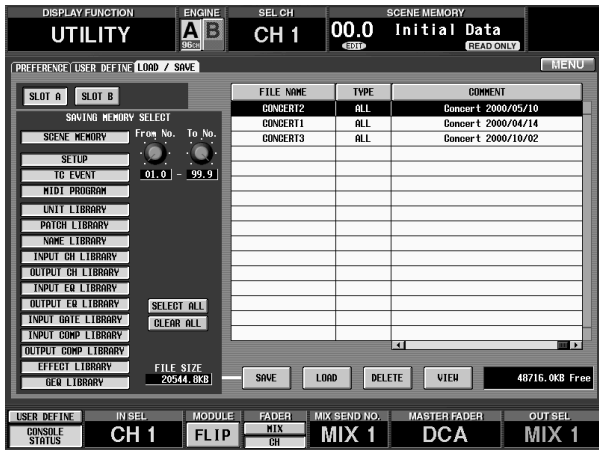 DISPLAY FUNCTION
UTILITY
ENGINE
A B
96CH
SEL CH
CH 1
SCENE MEMORY
00.0 Initial Data
EDIT
READ ONLY
PREFERENCE USER DEFINE LOAD / SAVE
MENU
SLOT A SLOT B
SAVING MEMORY SELECT
SCENE MEMORY
From No. To No.
01.0 - 99.9
SETUP
TC EVENT
MIDI PROGRAM
UNIT LIBRARY
PATCH LIBRARY
NAME LIBRARY
INPUT CH LIBRARY
OUTPUT CH LIBRARY
INPUT EQ LIBRARY
OUTPUT EQ LIBRARY
INPUT GATE LIBRARY
INPUT COMP LIBRARY
OUTPUT COMP LIBRARY
EFFECT LIBRARY
GEQ LIBRARY
SELECT ALL
CLEAR ALL
FILE SIZE
20544.0KB
FILE NAME TYPE COMMENT
CONCERT2 ALL Concert 2000/05/10
CONCERT1 ALL Concert 2000/04/14
CONCERT3 ALL Concert 2000/10/02
SAVE LOAD DELETE VIEW 48716.0KB Free
USER DEFINE
CONSOLE STATUS
IN SEL
CH 1
MODULE
FLIP
FADER
MIX
CH
MIX SEND NO.
MIX 1
MASTER FADER
DCA
OUT SEL
MIX 1